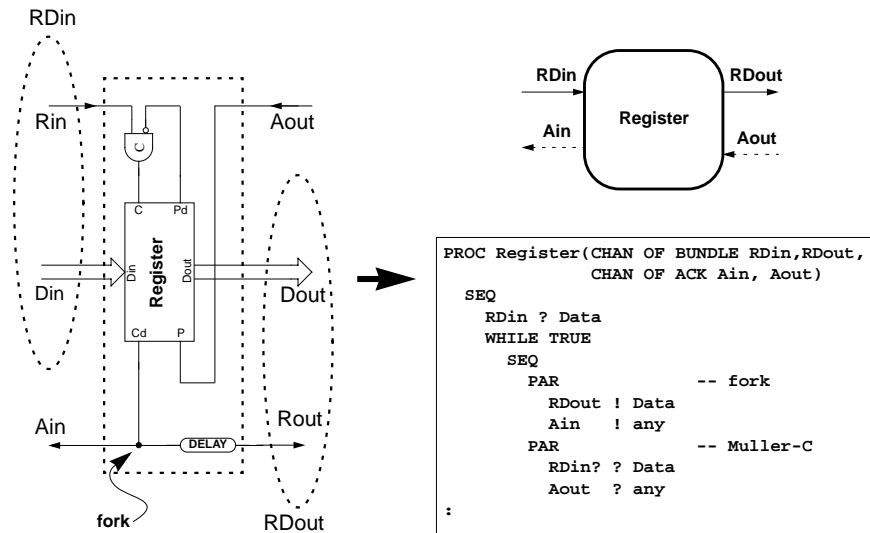 RDin
Rin
Aout
C
C
Pd
Din
Register
Dout
Din
Dout
Cd
P
Ain
DELAY
Rout
fork
RDout
RDin
RDout
Register
Ain
Aout
PROC Register(CHAN OF BUNDLE RDin,RDout,
CHAN OF ACK Ain, Aout)
SEQ
RDin ? Data
WHILE TRUE
SEQ
PAR -- fork
RDout ! Data
Ain ! any
PAR -- Muller-C
RDin? ? Data
Aout ? any
: